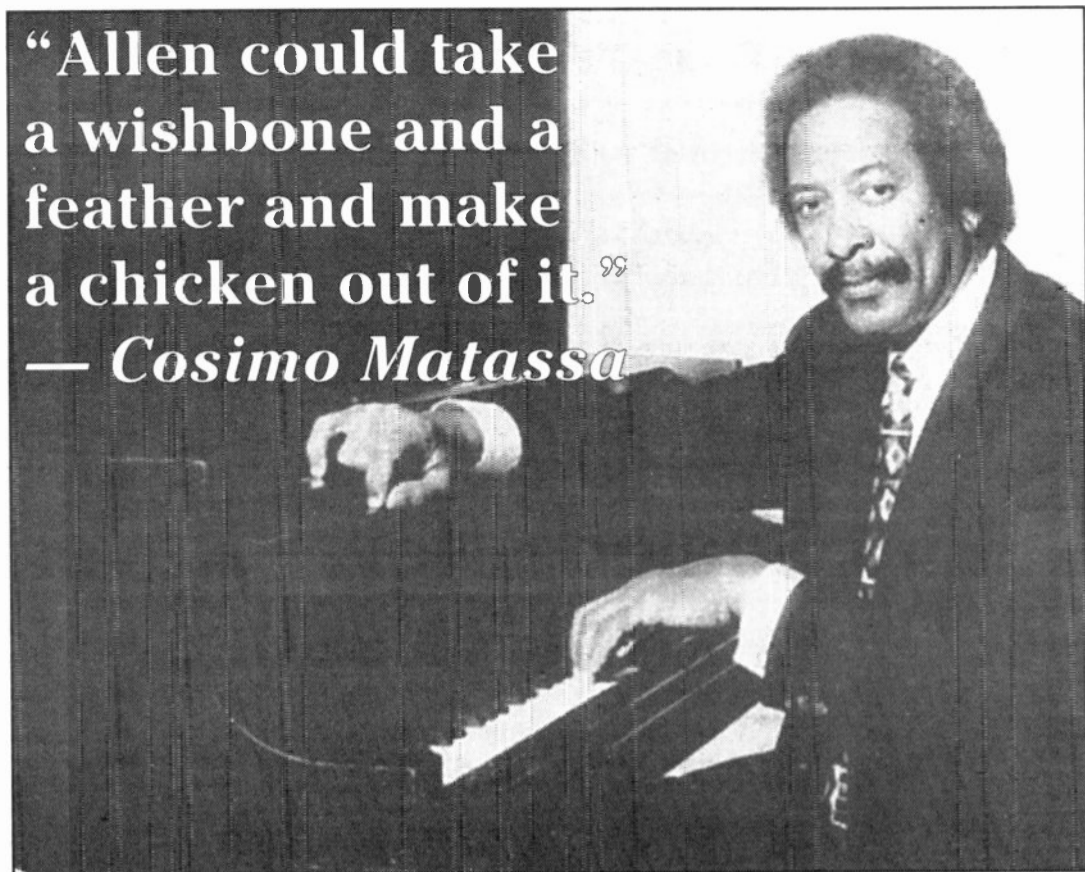 “Allen could take
a wishbone and a
feather and make
a chicken out of it.”
— Cosimo Matassa